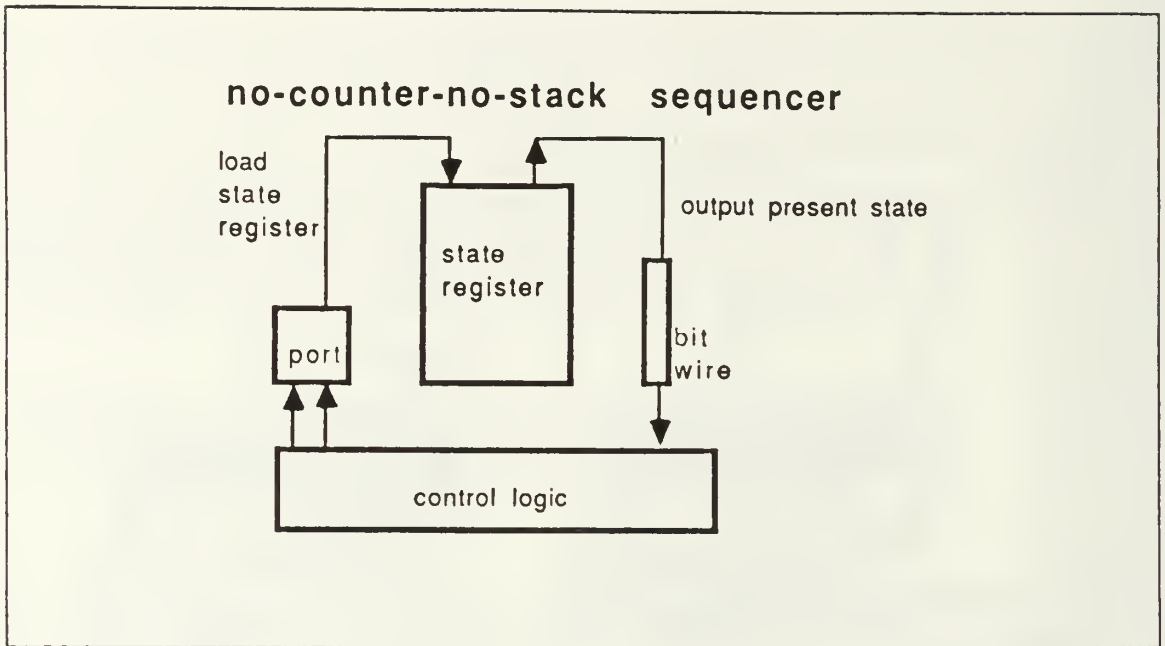 no-counter-no-stack sequencer
load
state
register
output present state
state
register
port
bit
wire
control logic